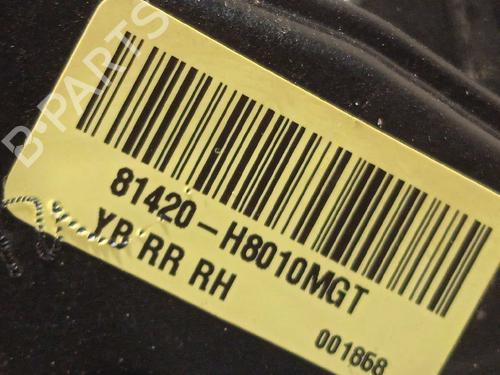 B-PARTS
81420-H8010MGT
YB RR RH
001868